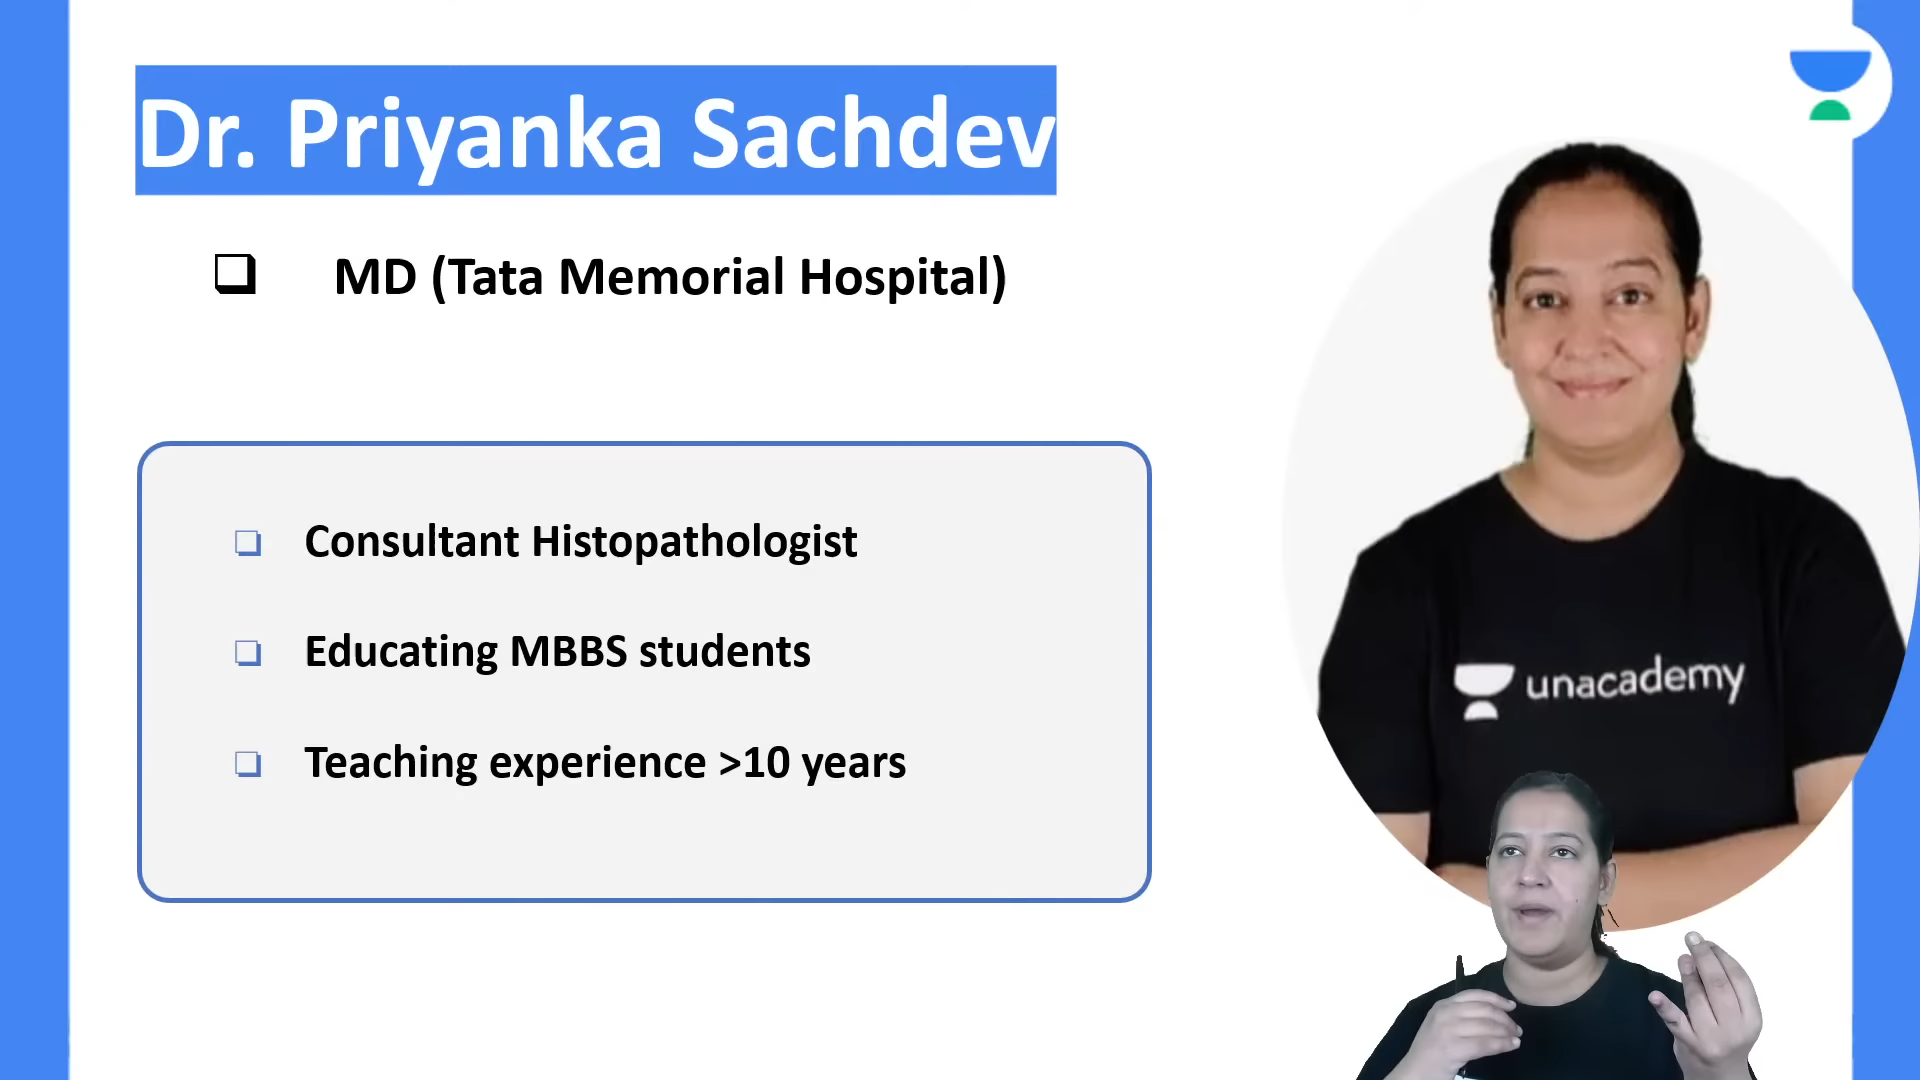 Dr. Priyanka Sachdev
MD (Tata Memorial Hospital)
Consultant Histopathologist
Educating MBBS students
Teaching experience >10 years
unacademy